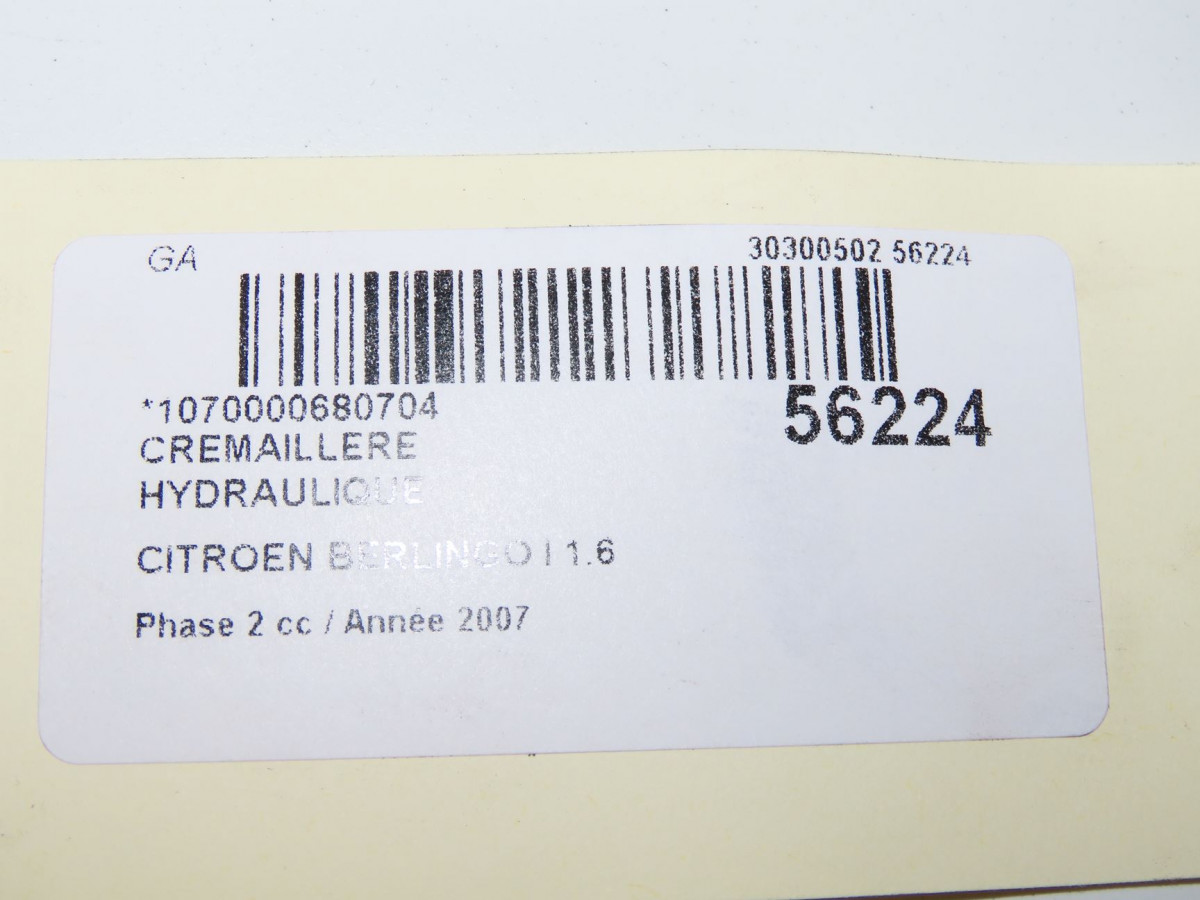 GA
30300502 56224
*1070000680704
56224
CREMAILLERE
HYDRAULIQUE
CITROEN BERLINGO I 1.6
Phase 2 cc / Année 2007